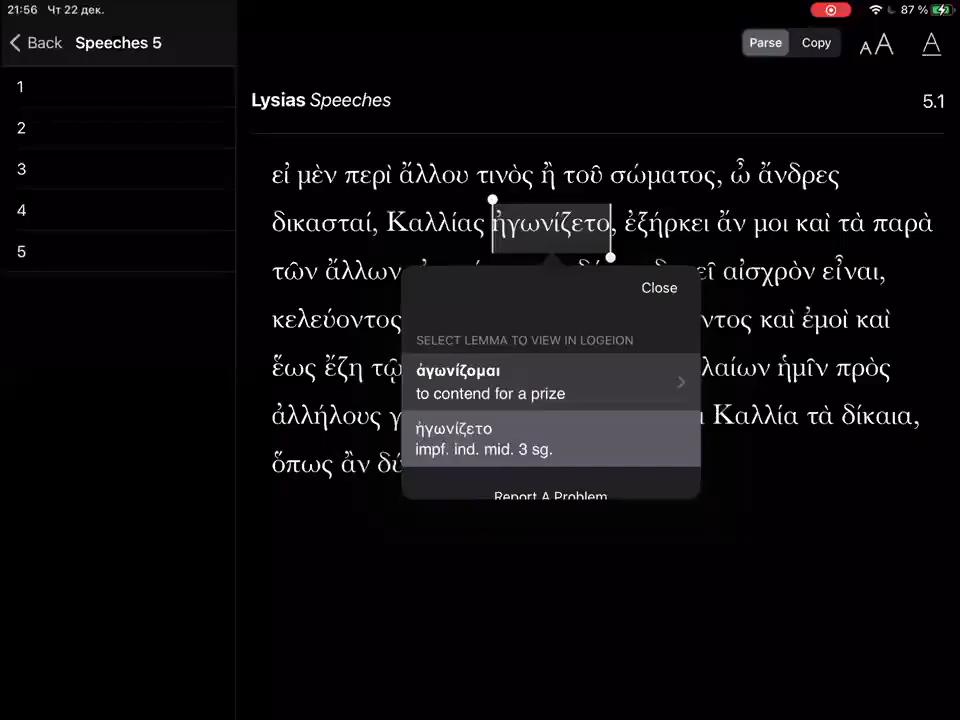 21:56 Чт 22 дек. 87 %
Back Speeches 5 Parse Copy AA A
1
2
3
4
5
Lysias Speeches 5.1
εἰ μὲν περὶ ἄλλου τινὸς ἢ τοῦ σώματος, ὦ ἄνδρες
δικασταί, Καλλίας ἠγωνίζετο, ἐξήρκει ἄν μοι καὶ τὰ παρὰ
τῶν ἄλλων αἰσχρὸν εἶναι,
κελεύοντος καὶ ἐμοὶ καὶ
ἕως ἔζη τῷ ἡμῖν πρὸς
ἀλλήλους Καλλίᾳ τὰ δίκαια,
ὅπως ἂν
Close
SELECT LEMMA TO VIEW IN LOGEION
ἀγωνίζομαι
to contend for a prize
ἠγωνίζετο
impf. ind. mid. 3 sg.
Report A Problem